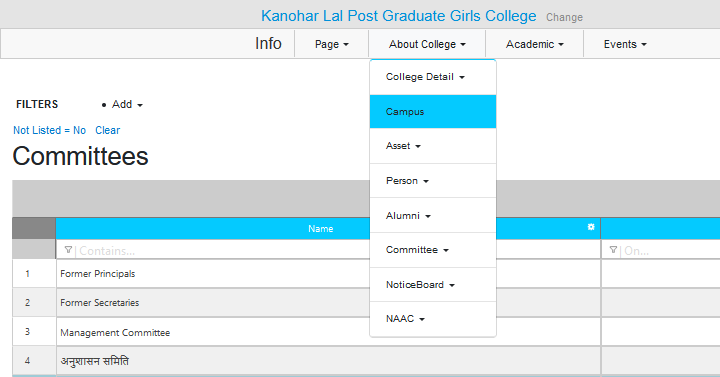 Kanohar Lal Post Graduate Girls College Change
Info Page About College Academic Events
College Detail
FILTERS Add
Campus
Not Listed = No Clear
Asset
Committees
Person
Alumni
Name
Committee
Contains... On...
1 Former Principals
NoticeBoard
2 Former Secretaries
NAAC
3 Management Committee
4 अनुशासन समिति